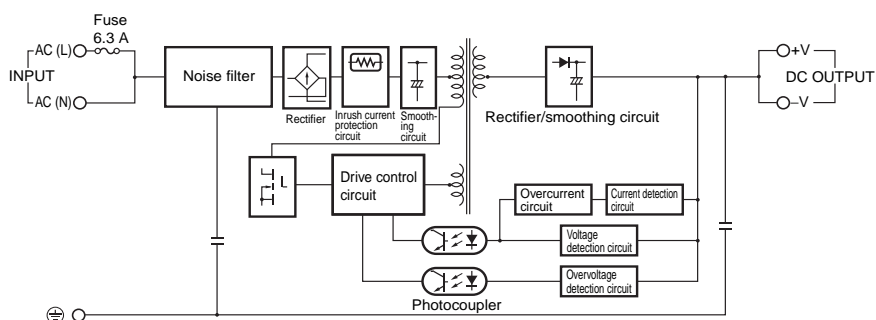 Fuse
6.3 A
AC (L)
INPUT
AC (N)
Noise filter
Rectifier
Inrush current
protection
circuit
Smooth-
ing
circuit
Rectifier/smoothing circuit
+V
DC OUTPUT
–V
Drive control
circuit
Overcurrent
circuit
Current detection
circuit
Voltage
detection circuit
Overvoltage
detection circuit
Photocoupler